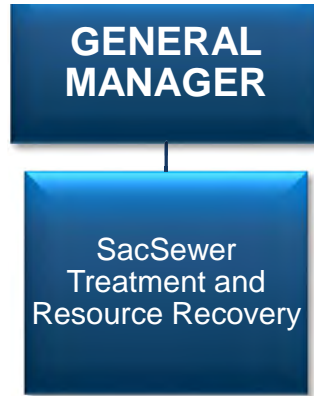 GENERAL
MANAGER
SacSewer
Treatment and
Resource Recovery